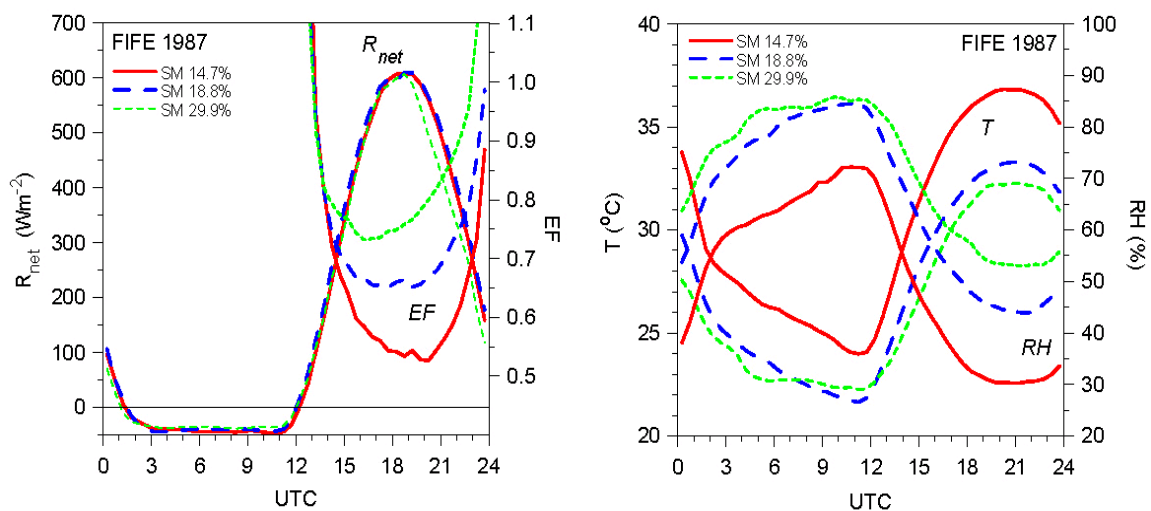 700
600
500
400
300
200
100
0
R_net (Wm⁻²)
FIFE 1987
SM 14.7%
SM 18.8%
SM 29.9%
R_net
EF
1.1
1.0
0.9
0.8
0.7
0.6
0.5
EF
0 3 6 9 12 15 18 21 24
UTC
40
35
30
25
20
T (°C)
SM 14.7%
SM 18.8%
SM 29.9%
FIFE 1987
T
RH
100
90
80
70
60
50
40
30
20
RH (%)
0 3 6 9 12 15 18 21 24
UTC